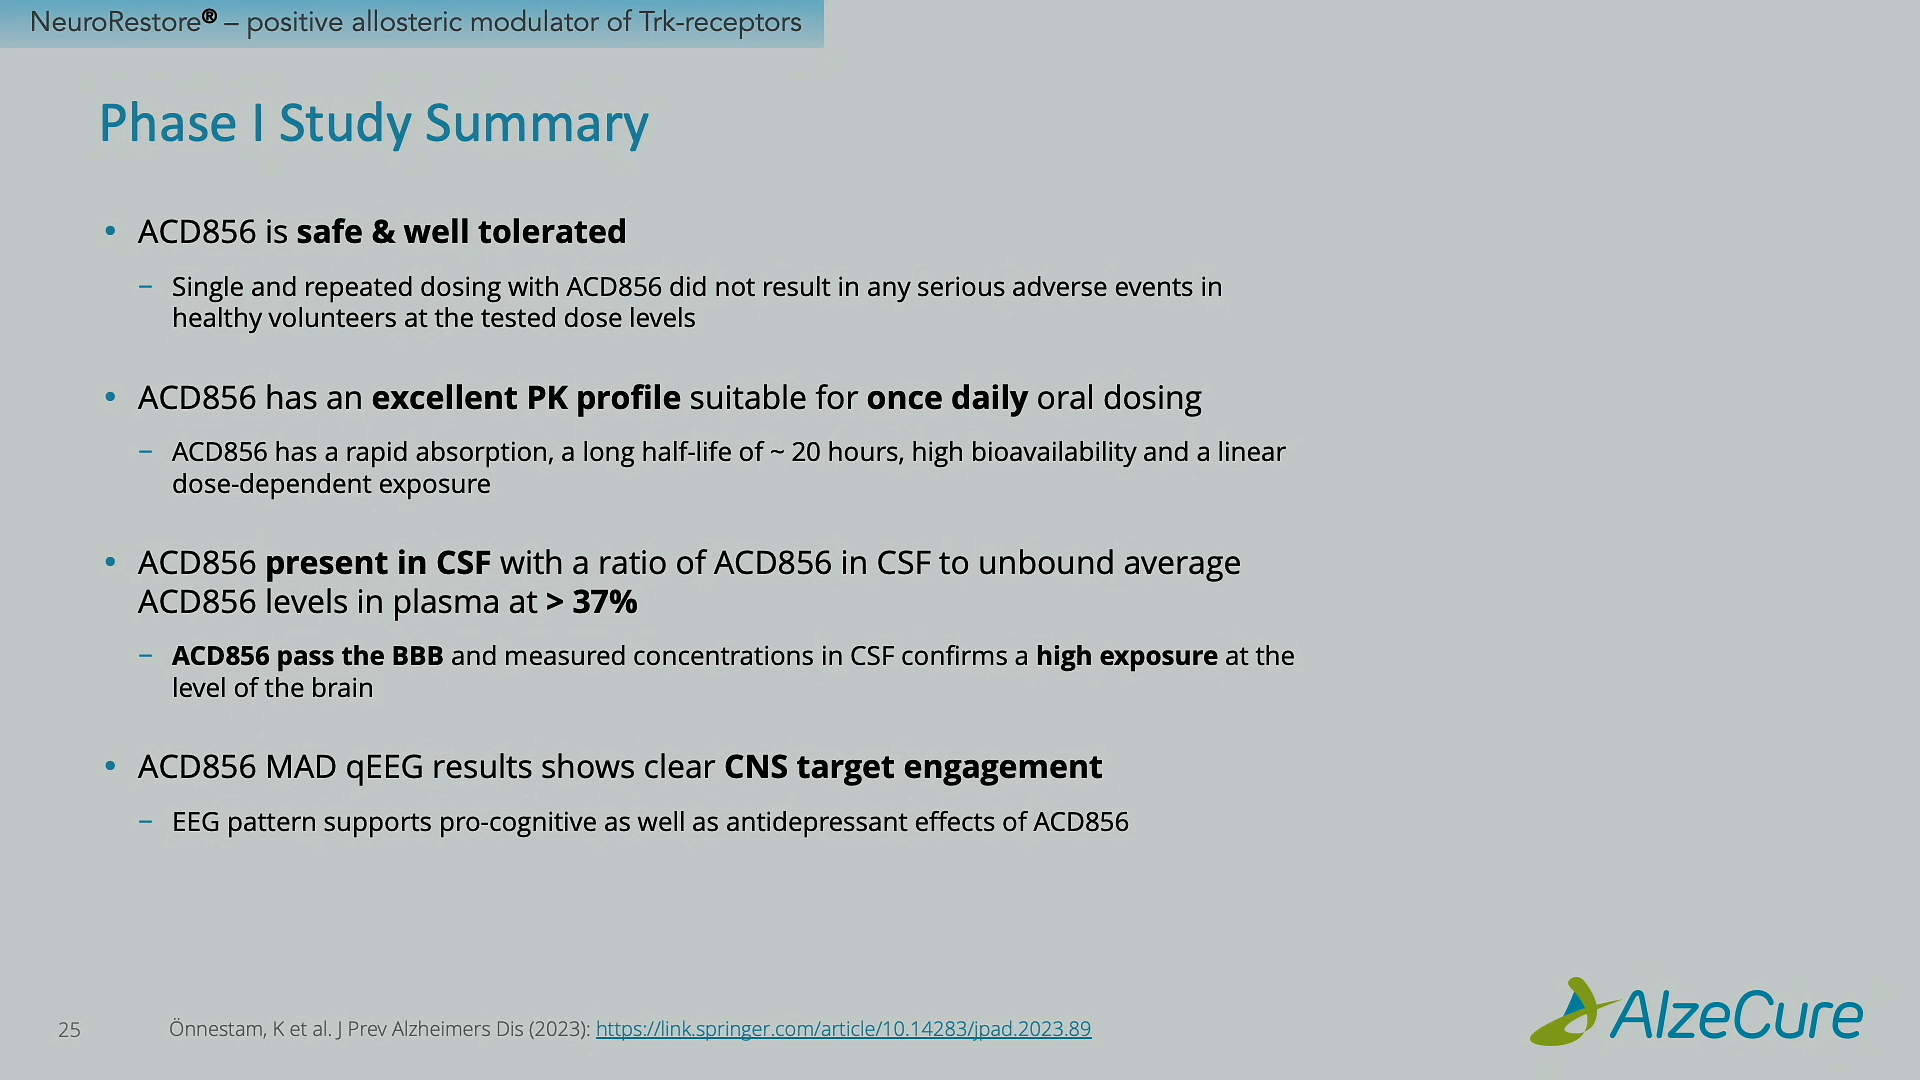 NeuroRestore® – positive allosteric modulator of Trk-receptors
Phase I Study Summary
• ACD856 is safe & well tolerated
– Single and repeated dosing with ACD856 did not result in any serious adverse events in
healthy volunteers at the tested dose levels
• ACD856 has an excellent PK profile suitable for once daily oral dosing
– ACD856 has a rapid absorption, a long half-life of ~ 20 hours, high bioavailability and a linear
dose-dependent exposure
• ACD856 present in CSF with a ratio of ACD856 in CSF to unbound average
ACD856 levels in plasma at > 37%
– ACD856 pass the BBB and measured concentrations in CSF confirms a high exposure at the
level of the brain
• ACD856 MAD qEEG results shows clear CNS target engagement
– EEG pattern supports pro-cognitive as well as antidepressant effects of ACD856
25
Önnestam, K et al. J Prev Alzheimers Dis (2023): https://link.springer.com/article/10.14283/jpad.2023.89
AlzeCure